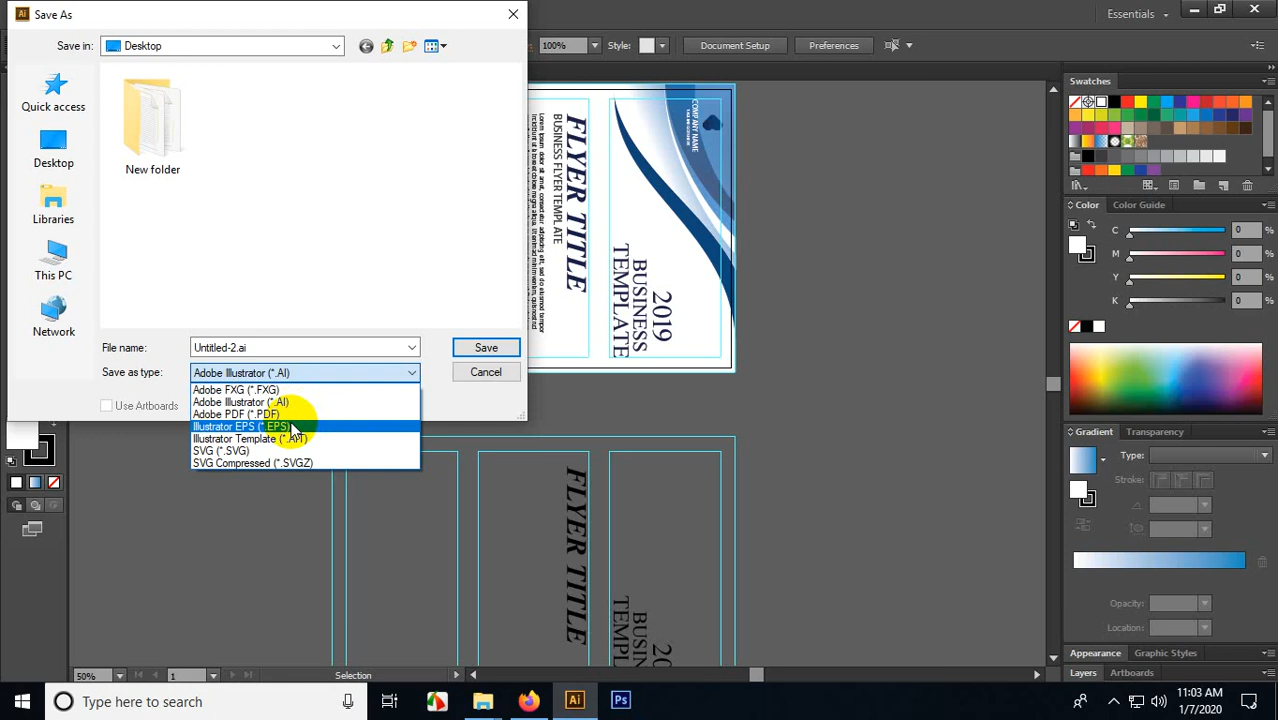 Save As
Essentials
Save in:
Desktop
100%
Style:
Document Setup
Preferences
Quick access
Desktop
Libraries
This PC
Network
New folder
File name:
Untitled-2.ai
Save
Save as type:
Adobe Illustrator (*.AI)
Cancel
Adobe FXG (*.FXG)
Adobe Illustrator (*.AI)
Use Artboards
Adobe PDF (*.PDF)
Illustrator EPS (*.EPS)
Illustrator Template (*.AIT)
SVG (*.SVG)
SVG Compressed (*.SVGZ)
COMPANY NAME
FLYER TITLE
BUSINESS FLYER TEMPLATE
2019
BUSINESS
TEMPLATE
FLYER TITLE
Swatches
Color
Color Guide
C
0
%
M
0
%
Y
0
%
K
0
%
Gradient
Transparency
Type:
Stroke:
Opacity:
Location:
Appearance
Graphic Styles
Layers
Artboards
50%
1
Selection
Type here to search
Ai
Ps
11:03 AM
1/7/2020